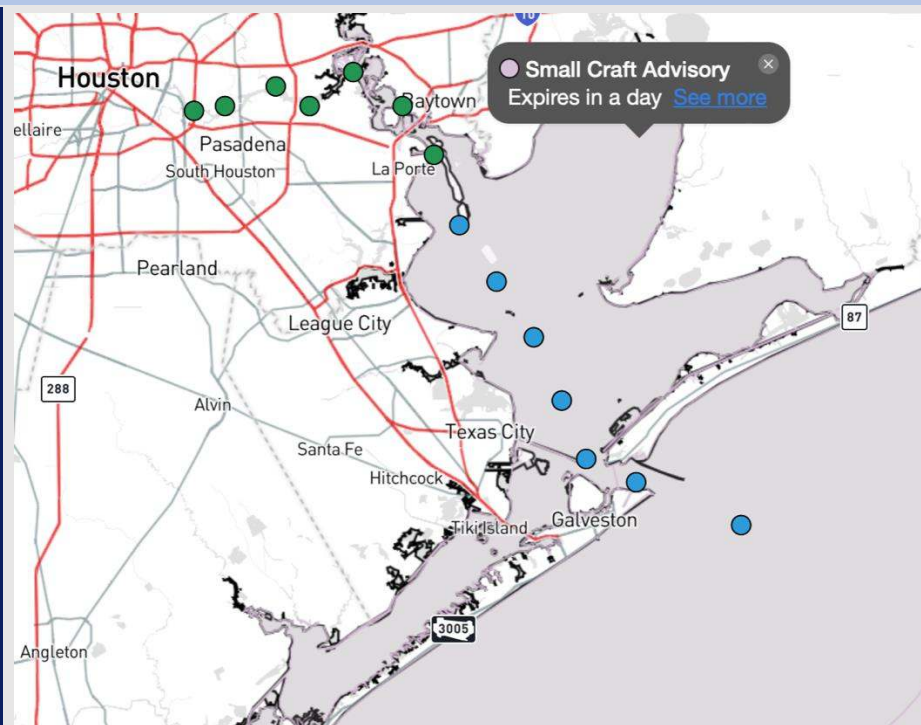 10
Houston
Small Craft Advisory
Expires in a day See more
Baytown
ellaire
Pasadena
South Houston
La Porte
Pearland
League City
87
288
Alvin
Texas City
Santa Fe
Hitchcock
Tiki Island
Galveston
3005
Angleton